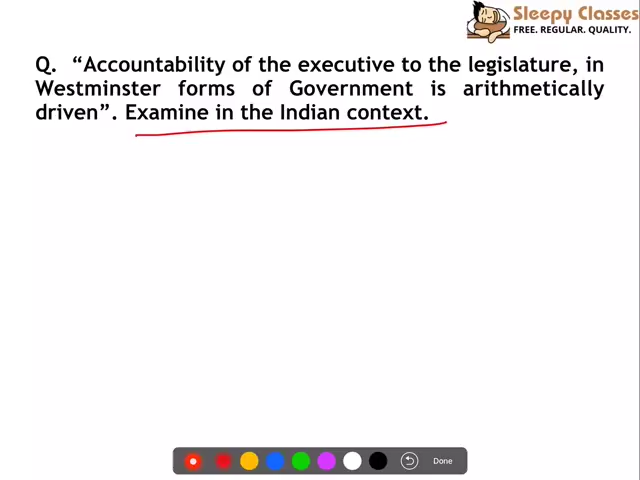 Sleepy Classes
FREE. REGULAR. QUALITY.
Q. “Accountability of the executive to the legislature, in
Westminster forms of Government is arithmetically
driven”. Examine in the Indian context.
Done